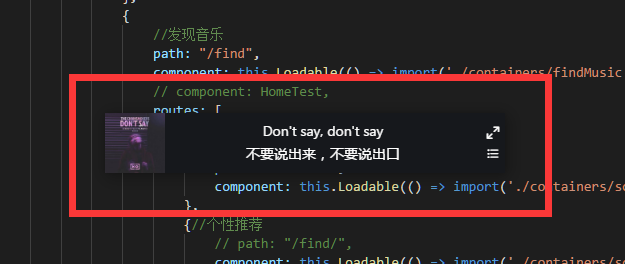 },
{
//发现音乐
path: "/find",
component: this.Loadable(() => import('./containers/findMusic
// component: HomeTest,
routes: [
DON'T SAY
Don't say, don't say
不要说出来，不要说出口
component: this.Loadable(() => import('./containers/so
},
{//个性推荐
// path: "/find/",
component: this.Loadable(() => import('./containers/so